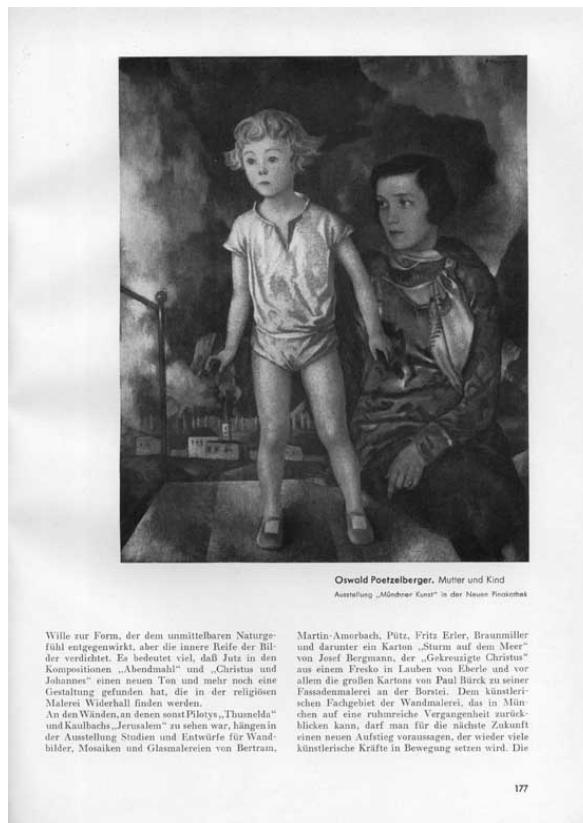 Oswald Poetzelberger. Mutter und Kind
Ausstellung „Münchner Kunst" in der Neuen Pinakothek
Wille zur Form, der dem unmittelbaren Naturge-
fühl entgegenwirkt, aber die innere Reife der Bil-
der verdichtet. Es bedeutet viel, daß Jutz in den
Kompositionen „Abendmahl" und „Christus und
Johannes" einen neuen Ton und mehr noch eine
Gestaltung gefunden hat, die in der religiösen
Malerei Widerhall finden werden.
An den Wänden, an denen sonst Pilotys „Thusnelda"
und Kaulbachs „Jerusalem" zu sehen war, hängen in
der Ausstellung Studien und Entwürfe für Wand-
bilder, Mosaiken und Glasmalereien von Bertram,
Martin-Amorbach, Pütz, Fritz Erler, Braunmiller
und darunter ein Karton „Sturm auf dem Meer"
von Josef Bergmann, der „Gekreuzigte Christus"
aus einem Fresko in Lauben von Eberle und vor
allem die großen Kartons von Paul Bürck zu seiner
Fassadenmalerei an der Borstei. Dem künstleri-
schen Fachgebiet der Wandmalerei, das in Mün-
chen auf eine ruhmreiche Vergangenheit zurück-
blicken kann, darf man für die nächste Zukunft
einen neuen Aufstieg voraussagen, der wieder viele
künstlerische Kräfte in Bewegung setzen wird. Die
177